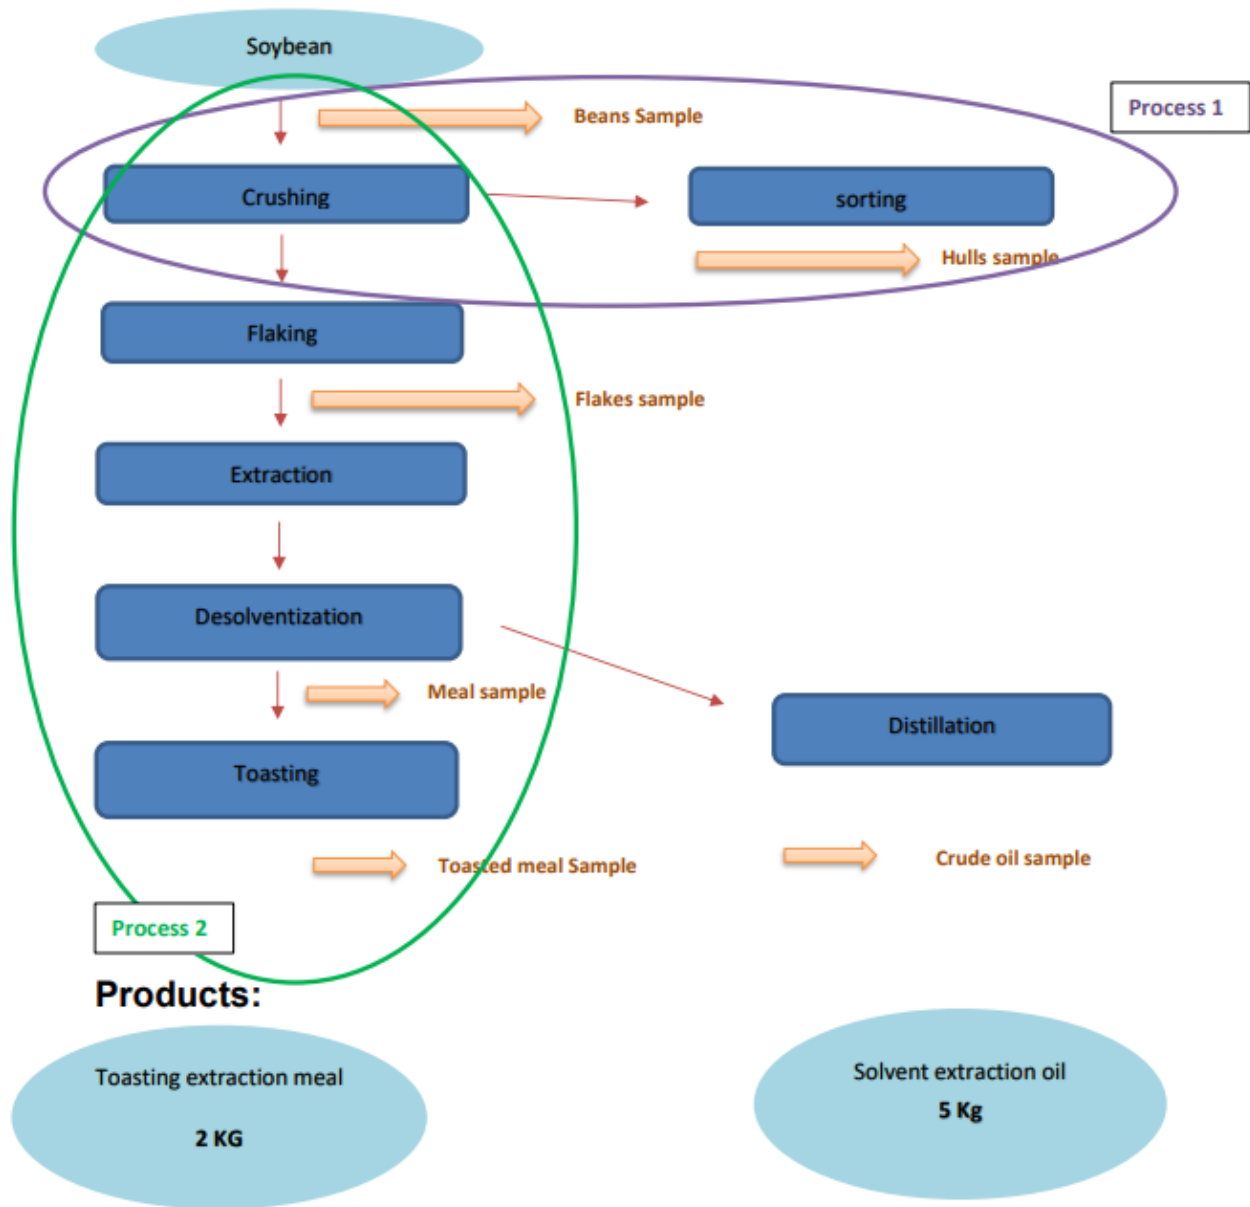 Soybean
Beans Sample
Process 1
Crushing
sorting
Hulls sample
Flaking
Flakes sample
Extraction
Desolventization
Meal sample
Distillation
Toasting
Toasted meal Sample
Crude oil sample
Process 2
Products:
Toasting extraction meal
2 KG
Solvent extraction oil
5 Kg